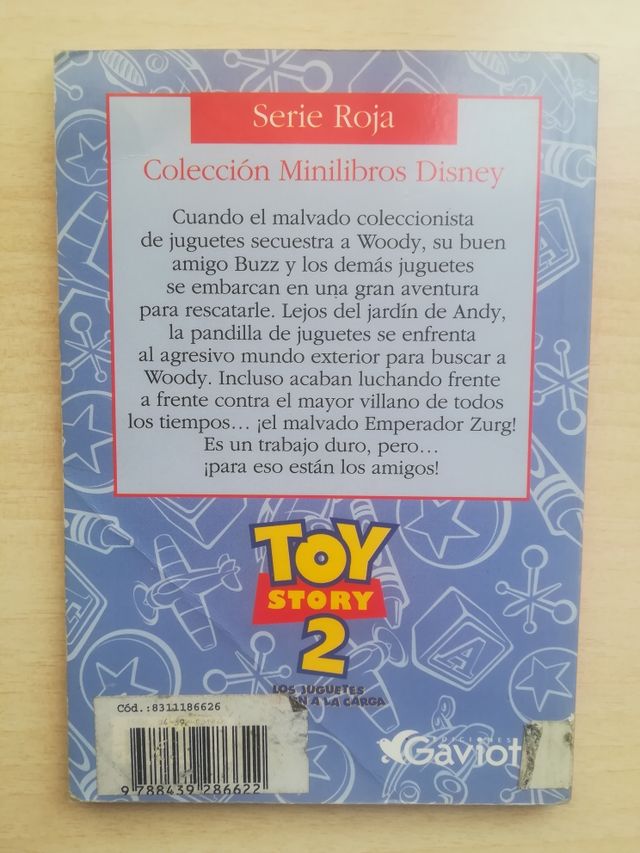 Serie Roja
Colección Minilibros Disney
Cuando el malvado coleccionista
de juguetes secuestra a Woody, su buen
amigo Buzz y los demás juguetes
se embarcan en una gran aventura
para rescatarle. Lejos del jardín de Andy,
la pandilla de juguetes se enfrenta
al agresivo mundo exterior para buscar a
Woody. Incluso acaban luchando frente
a frente contra el mayor villano de todos
los tiempos… ¡el malvado Emperador Zurg!
Es un trabajo duro, pero…
¡para eso están los amigos!
TOY
STORY
2
LOS JUGUETES
A LA CARGA
Cód.:8311186626
9 788439 286622
EDICIONES
Gaviot